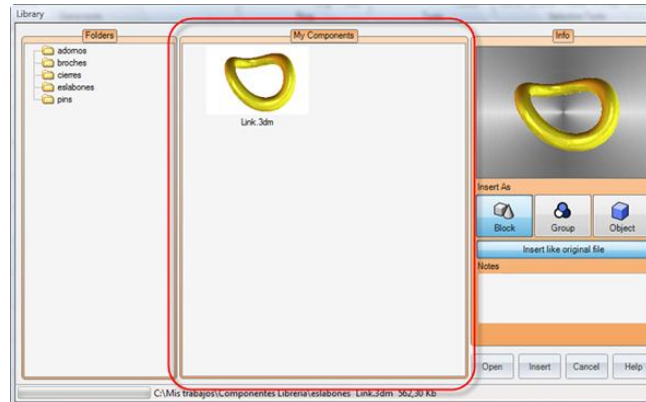 Library
Folders
adornos
broches
cierres
eslabones
pins
My Components
Link.3dm
Info
Insert As
Block
Group
Object
Insert like original file
Notes
Open
Insert
Cancel
Help
C:\Mis trabajos\Componentes Libreria\eslabones Link.3dm 562,30 Kb